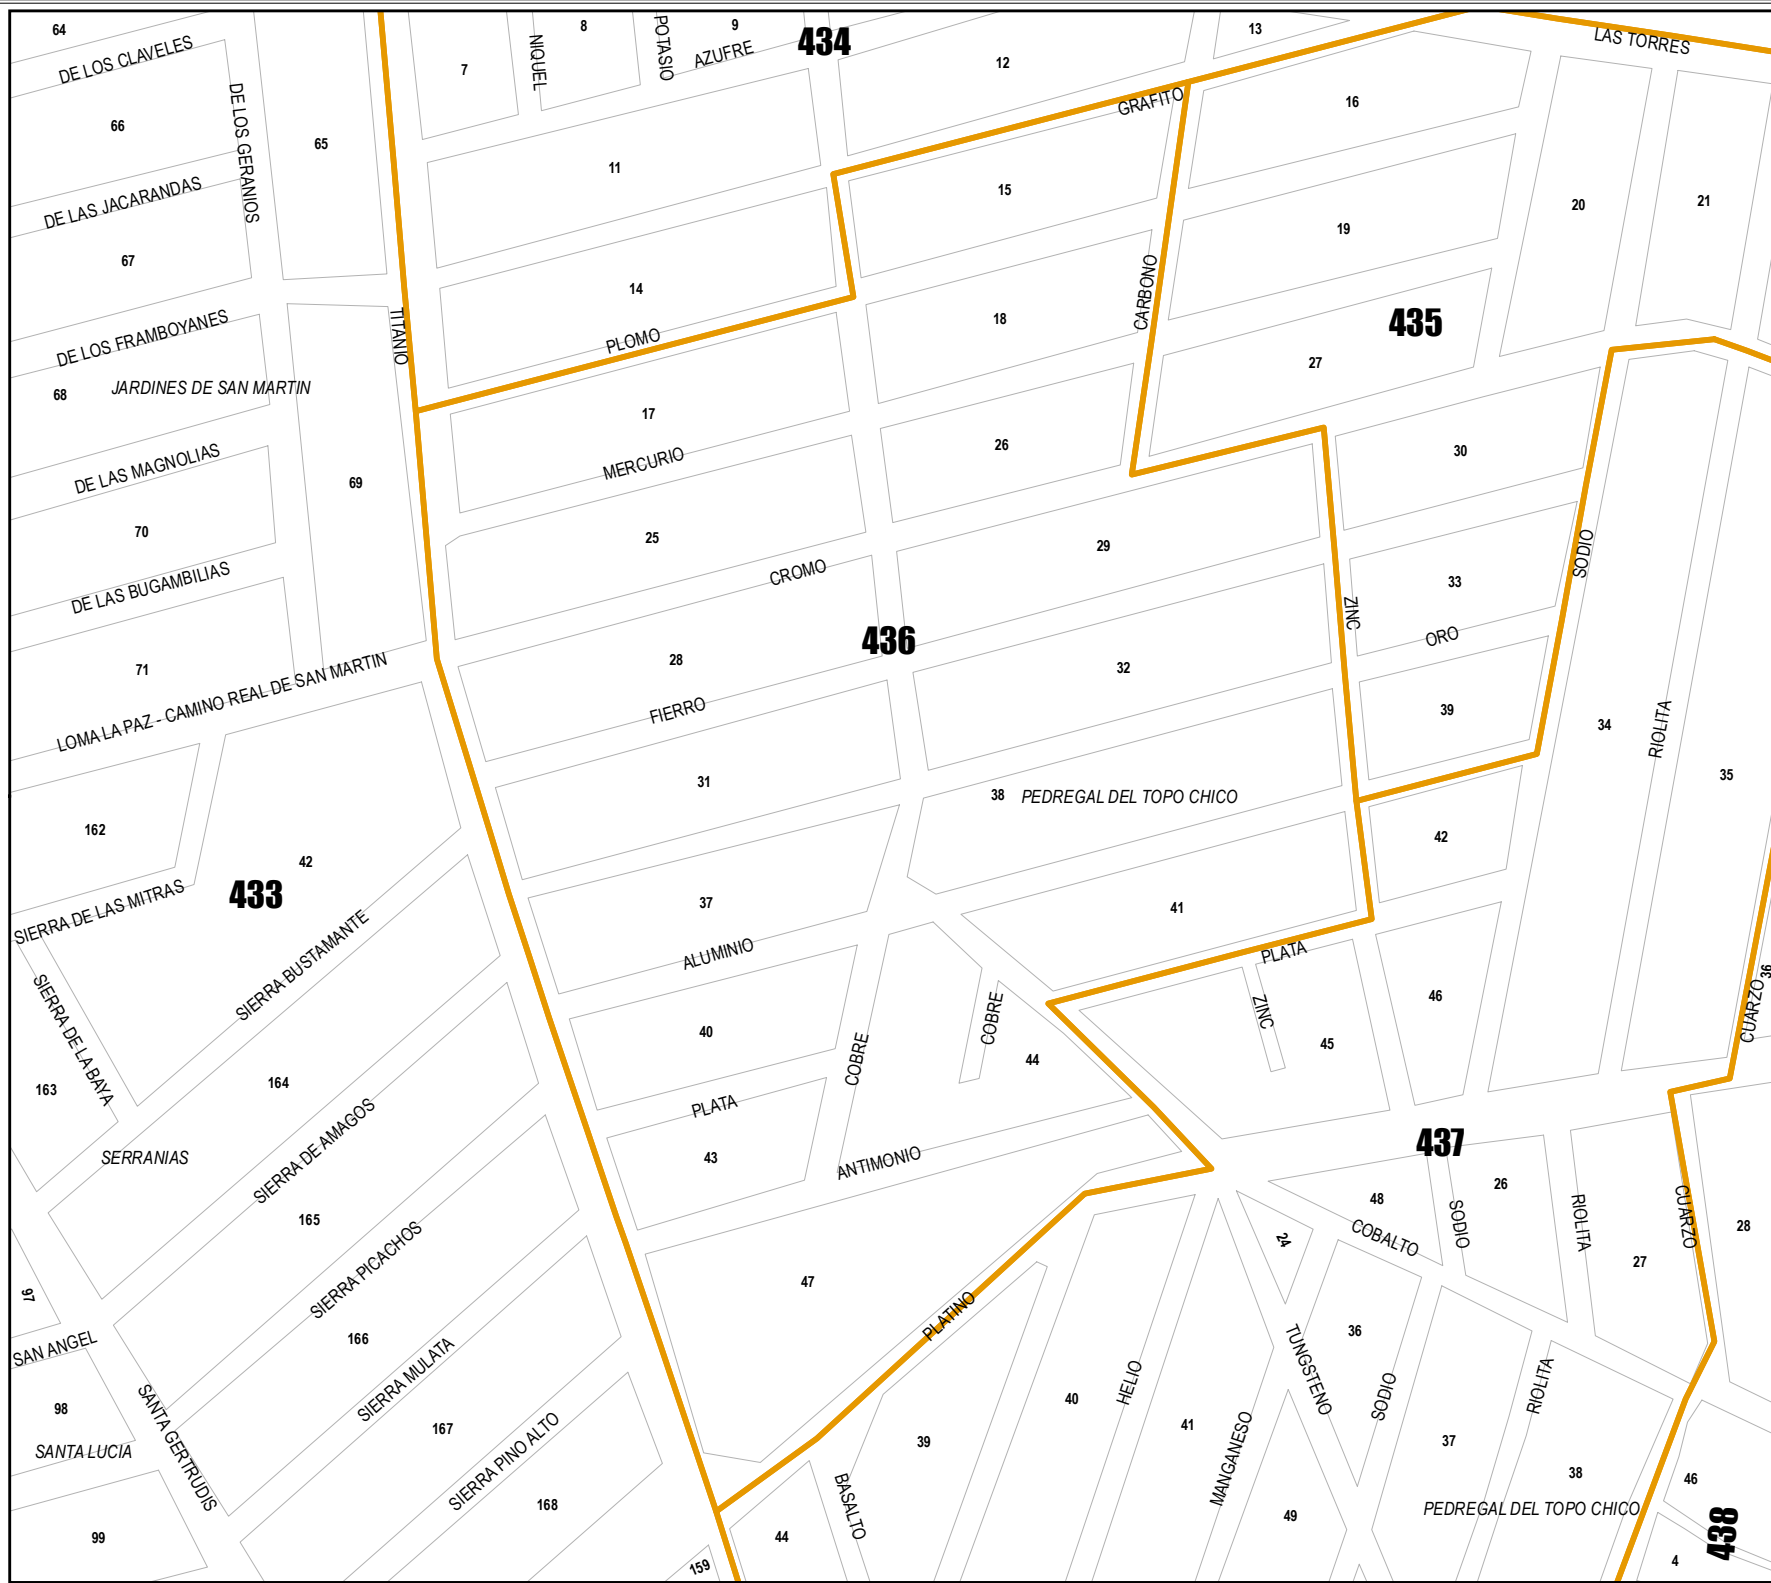 64
DE LOS CLAVELES
66
DE LOS GERANIOS
65
7
NIQUEL
8
POTASIO
9
AZUFRE
434
12
13
LAS TORRES
GRAFITO
16
11
15
DE LAS JACARANDAS
67
14
PLOMO
18
CARBONO
19
20
21
435
27
DE LOS FRAMBOYANES
68
JARDINES DE SAN MARTIN
TITANIO
17
MERCURIO
26
30
DE LAS MAGNOLIAS
69
70
25
CROMO
29
SODIO
33
ZINC
ORO
DE LAS BUGAMBILIAS
71
LOMA LA PAZ - CAMINO REAL DE SAN MARTIN
28
436
32
FIERRO
39
34
RIOLITA
35
31
38
PEDREGAL DEL TOPO CHICO
162
42
433
42
SIERRA DE LAS MITRAS
37
41
ALUMINIO
PLATA
SIERRA BUSTAMANTE
SIERRA DE LA BAYA
163
164
40
COBRE
COBRE
44
ZINC
45
46
36
CUARZO
SERRANIAS
PLATA
43
ANTIMONIO
437
SIERRA DE AMAGOS
165
SIERRA PICACHOS
48
SODIO
26
RIOLITA
CUARZO
28
COBALTO
24
27
47
97
SAN ANGEL
166
PLATINO
SIERRA MULATA
TUNGSTENO
36
98
SANTA LUCIA
SANTA GERTRUDIS
167
SIERRA PINO ALTO
168
39
40
HELIO
41
MANGANESO
SODIO
37
RIOLITA
38
46
PEDREGAL DEL TOPO CHICO
438
99
159
44
BASALTO
49
4